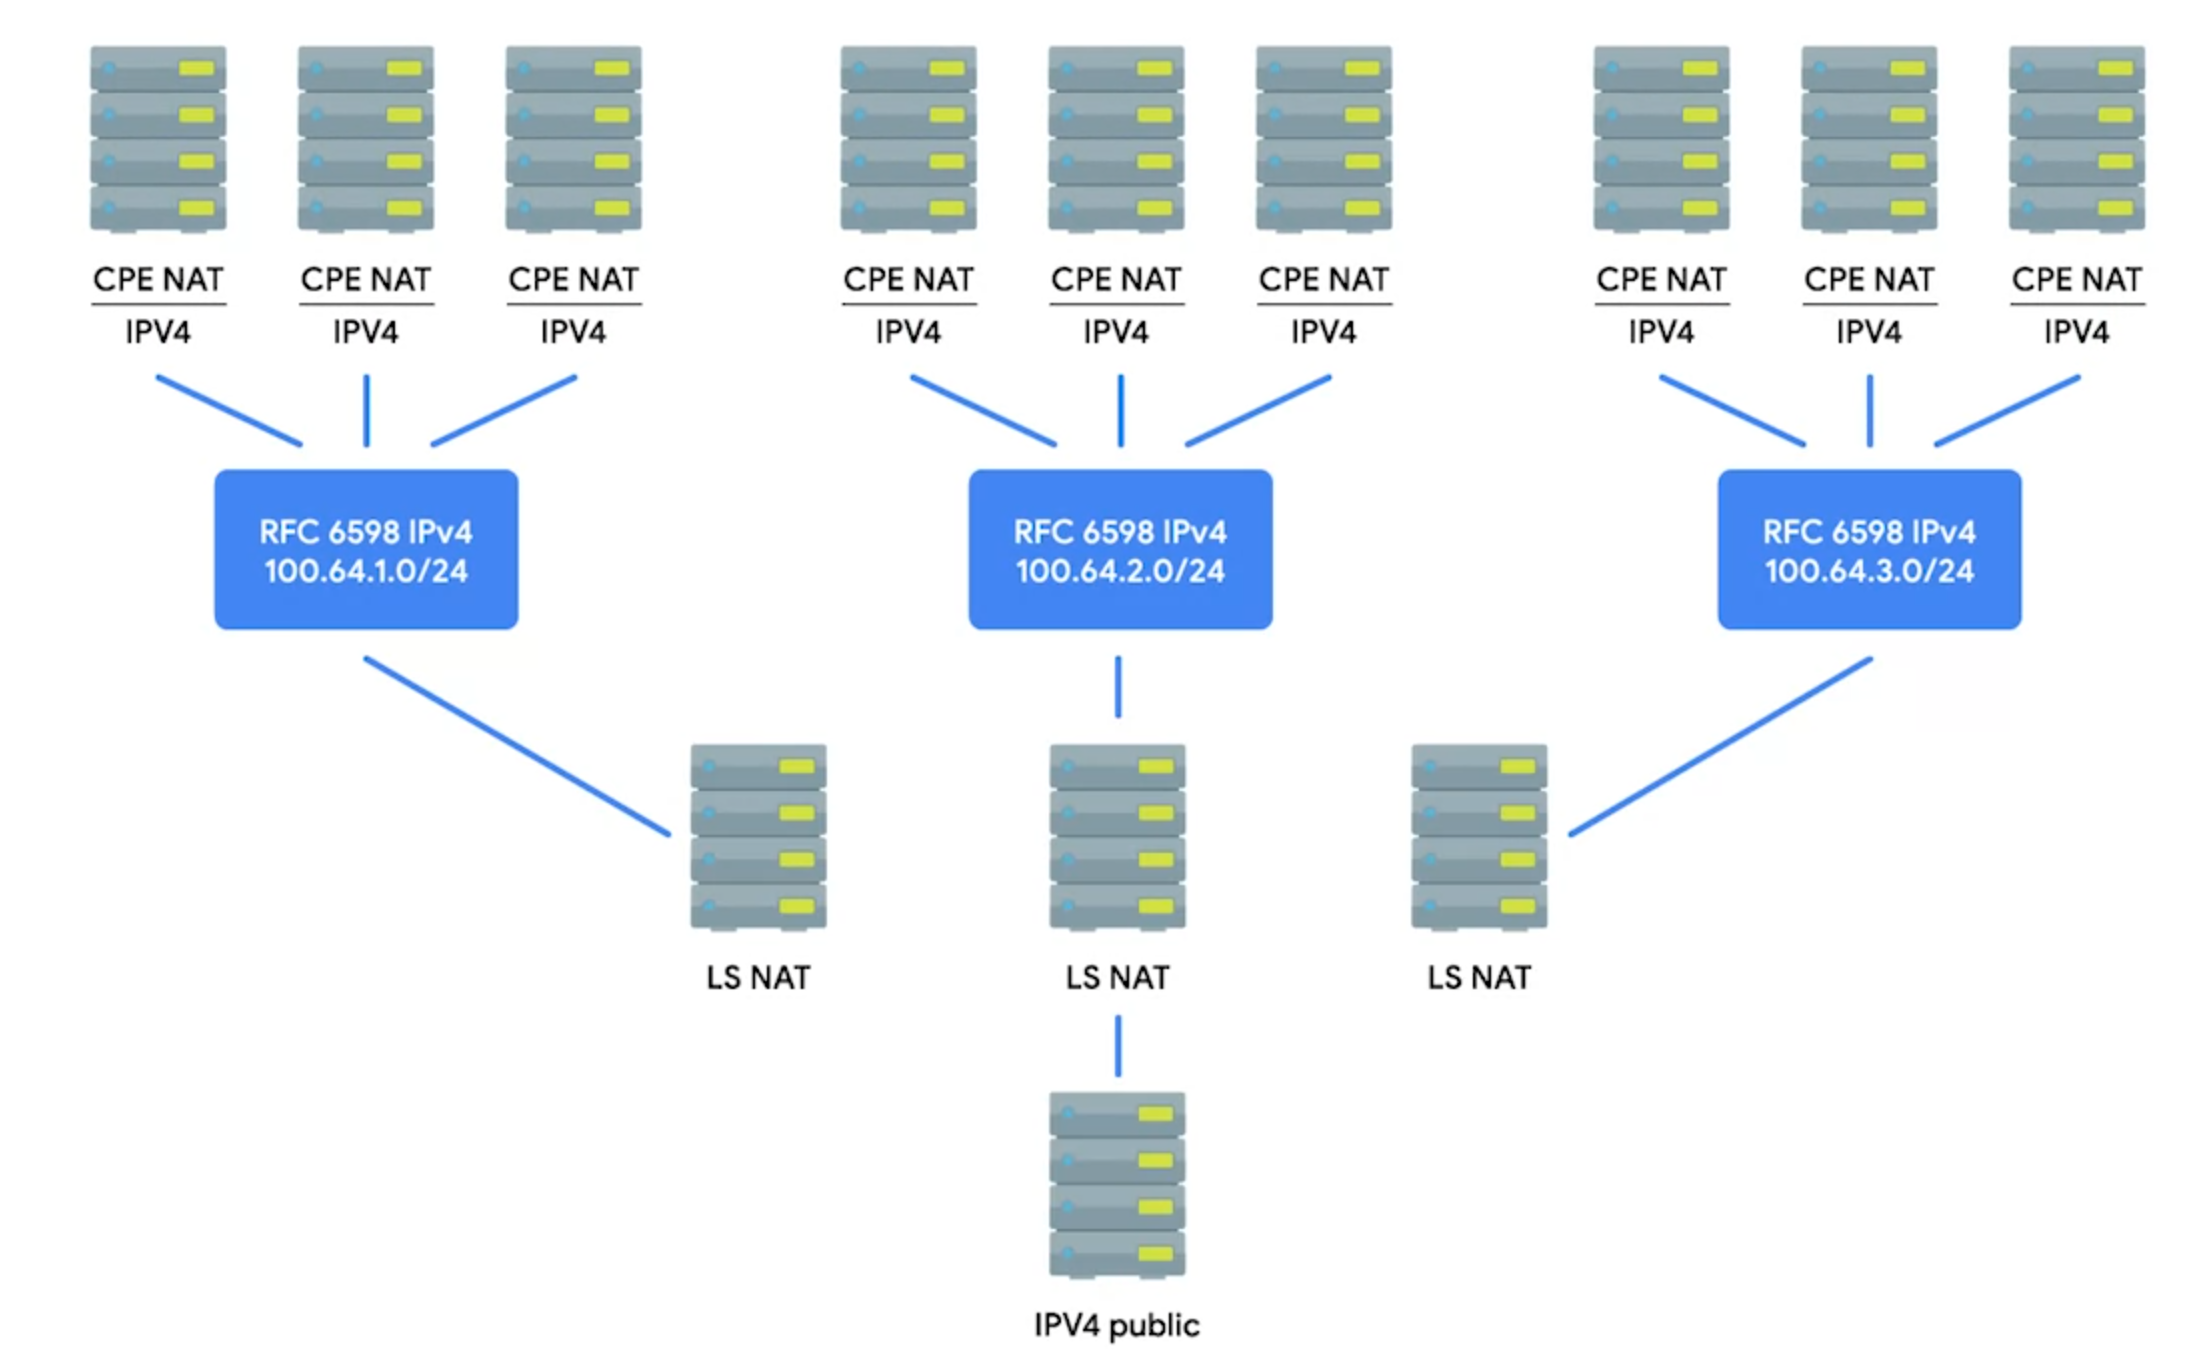 CPE NAT
IPV4
CPE NAT
IPV4
CPE NAT
IPV4
CPE NAT
IPV4
CPE NAT
IPV4
CPE NAT
IPV4
CPE NAT
IPV4
CPE NAT
IPV4
CPE NAT
IPV4
RFC 6598 IPv4
100.64.1.0/24
RFC 6598 IPv4
100.64.2.0/24
RFC 6598 IPv4
100.64.3.0/24
LS NAT
LS NAT
LS NAT
IPV4 public